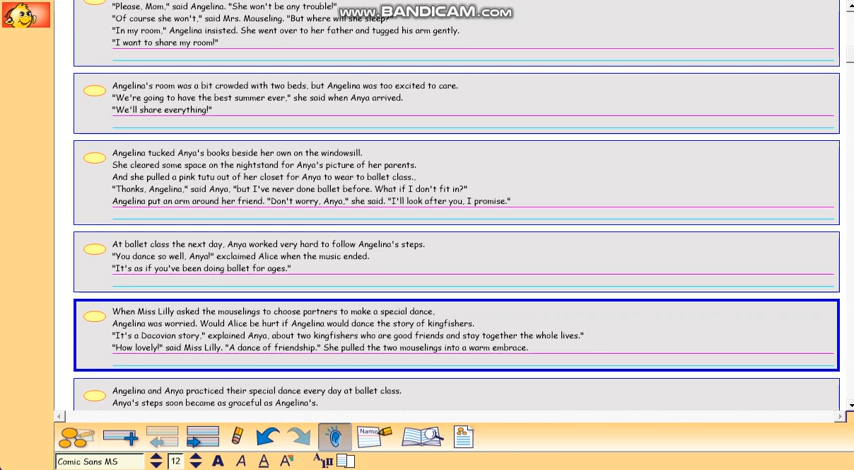 "Please, Mom," said Angelina. "She won't be any trouble!"
www.BANDICAM.com
"Of course she won't," said Mrs. Mouseling. "But where will she sleep?"
"In my room," Angelina insisted. She went over to her father and tugged his arm gently.
"I want to share my room!"
Angelina's room was a bit crowded with two beds, but Angelina was too excited to care.
"We're going to have the best summer ever," she said when Anya arrived.
"We'll share everything!"
Angelina tucked Anya's books beside her own on the windowsill.
She cleared some space on the nightstand for Anya's picture of her parents.
And she pulled a pink tutu out of her closet for Anya to wear to ballet class.,
"Thanks, Angelina," said Anya, "but I've never done ballet before. What if I don't fit in?"
Angelina put an arm around her friend. "Don't worry, Anya," she said. "I'll look after you, I promise."
At ballet class the next day, Anya worked very hard to follow Angelina's steps.
"You dance so well, Anya!" exclaimed Alice when the music ended.
"It's as if you've been doing ballet for ages."
When Miss Lilly asked the mouselings to choose partners to make a special dance,
Angelina was worried. Would Alice be hurt if Angelina would dance the story of kingfishers.
"It's a Dacovian story," explained Anya, about two kingfishers who are good friends and stay together the whole lives."
"How lovely!" said Miss Lilly. "A dance of friendship." She pulled the two mouselings into a warm embrace.
Angelina and Anya practiced their special dance every day at ballet class.
Anya's steps soon became as graceful as Angelina's.
Name
Comic Sans MS
12
A A A A